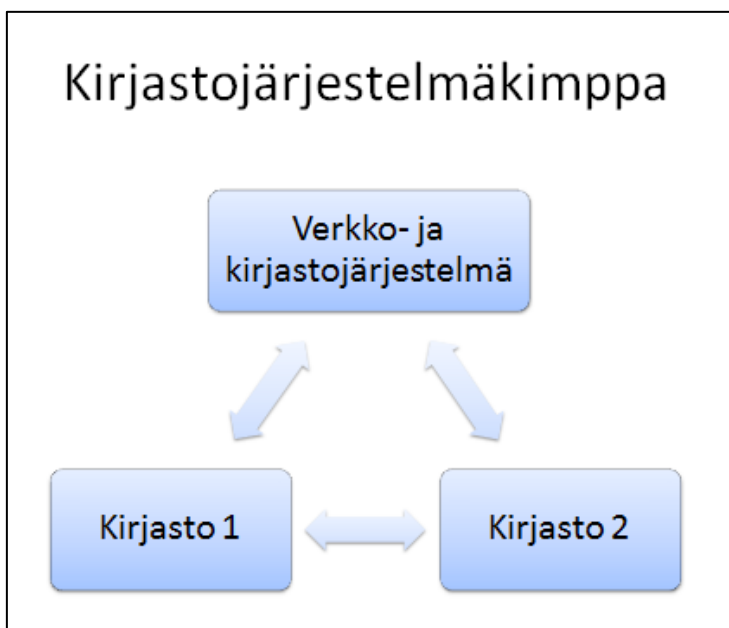 Kirjastojärjestelmäkimppa
Verkko- ja
kirjastojärjestelmä
Kirjasto 1
Kirjasto 2